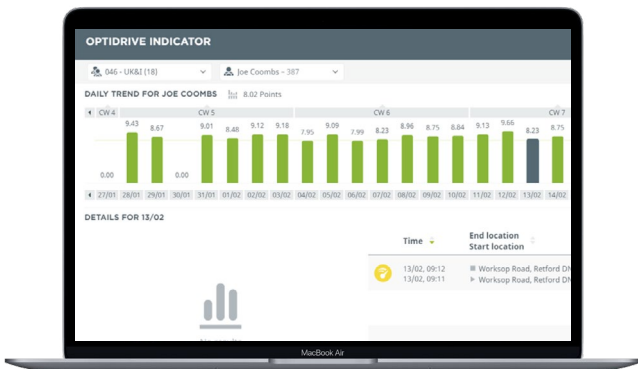 OPTIDRIVE INDICATOR
046 - UK&I (18) Joe Coombs - 387
DAILY TREND FOR JOE COOMBS 8.02 Points
CW 4 CW 5 CW 6 CW 7
0.00 9.43 8.67 0.00 9.01 8.48 9.12 9.18 7.95 9.09 7.99 8.23 8.96 8.75 8.84 9.13 9.66 8.23 8.75
27/01 28/01 29/01 30/01 31/01 01/02 02/02 03/02 04/02 05/02 06/02 07/02 08/02 09/02 10/02 11/02 12/02 13/02 14/02
DETAILS FOR 13/02
Time End location
Start location
13/02, 09:12 Worksop Road, Retford DN
13/02, 09:11 Worksop Road, Retford DN
MacBook Air